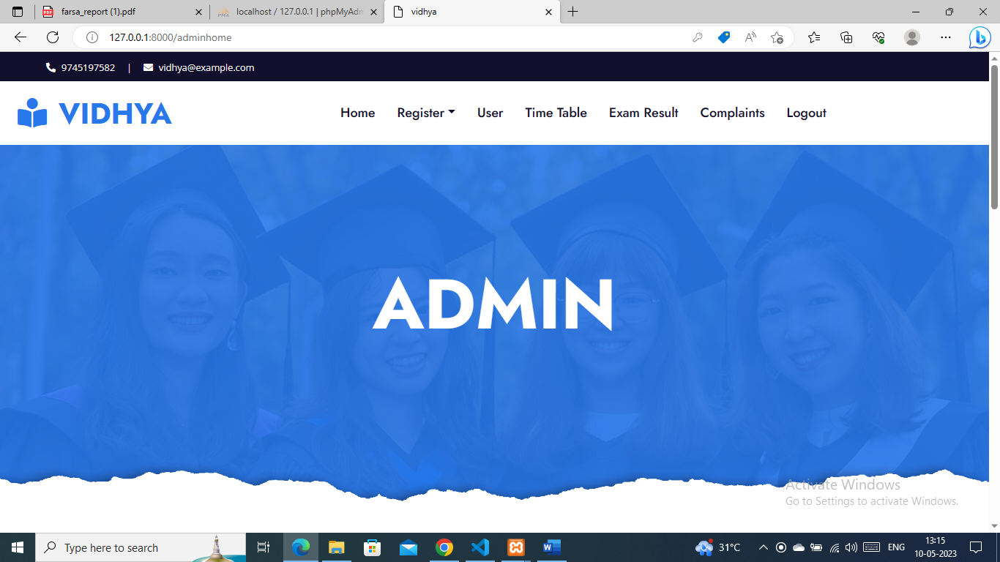 farsa_report (1).pdf
localhost / 127.0.0.1 | phpMyAdm
vidhya
127.0.0.1:8000/adminhome
9745197582 | vidhya@example.com
VIDHYA
Home Register User Time Table Exam Result Complaints Logout
ADMIN
Activate Windows
Go to Settings to activate Windows.
Type here to search
31°C
ENG
13:15
10-05-2023